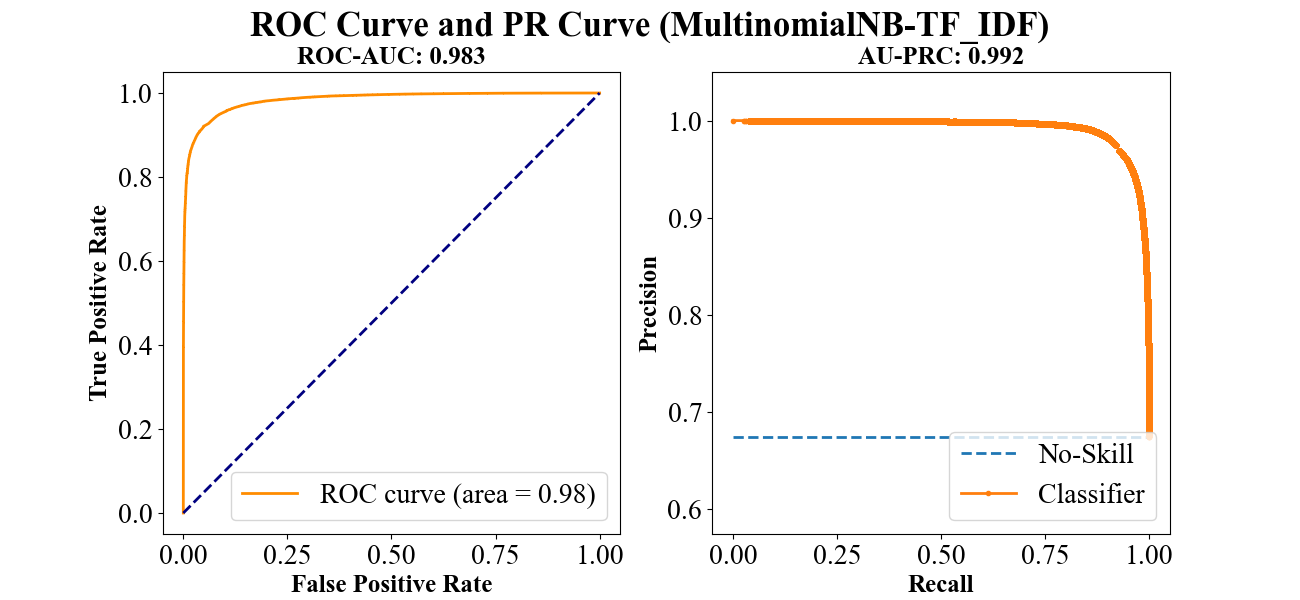 ROC Curve and PR Curve (MultinomialNB-TF_IDF)
ROC-AUC: 0.983
True Positive Rate
1.0
0.8
0.6
0.4
0.2
0.0
ROC curve (area = 0.98)
0.00 0.25 0.50 0.75 1.00
False Positive Rate
AU-PRC: 0.992
Precision
1.0
0.9
0.8
0.7
0.6
No-Skill
Classifier
0.00 0.25 0.50 0.75 1.00
Recall